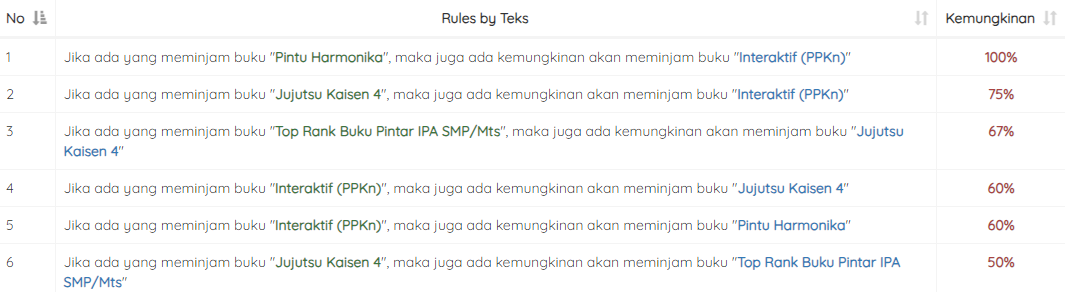 No Rules by Teks Kemungkinan
1 Jika ada yang meminjam buku "Pintu Harmonika", maka juga ada kemungkinan akan meminjam buku "Interaktif (PPKn)" 100%
2 Jika ada yang meminjam buku "Jujutsu Kaisen 4", maka juga ada kemungkinan akan meminjam buku "Interaktif (PPKn)" 75%
3 Jika ada yang meminjam buku "Top Rank Buku Pintar IPA SMP/Mts", maka juga ada kemungkinan akan meminjam buku "Jujutsu 67%
Kaisen 4"
4 Jika ada yang meminjam buku "Interaktif (PPKn)", maka juga ada kemungkinan akan meminjam buku "Jujutsu Kaisen 4" 60%
5 Jika ada yang meminjam buku "Interaktif (PPKn)", maka juga ada kemungkinan akan meminjam buku "Pintu Harmonika" 60%
6 Jika ada yang meminjam buku "Jujutsu Kaisen 4", maka juga ada kemungkinan akan meminjam buku "Top Rank Buku Pintar IPA 50%
SMP/Mts"